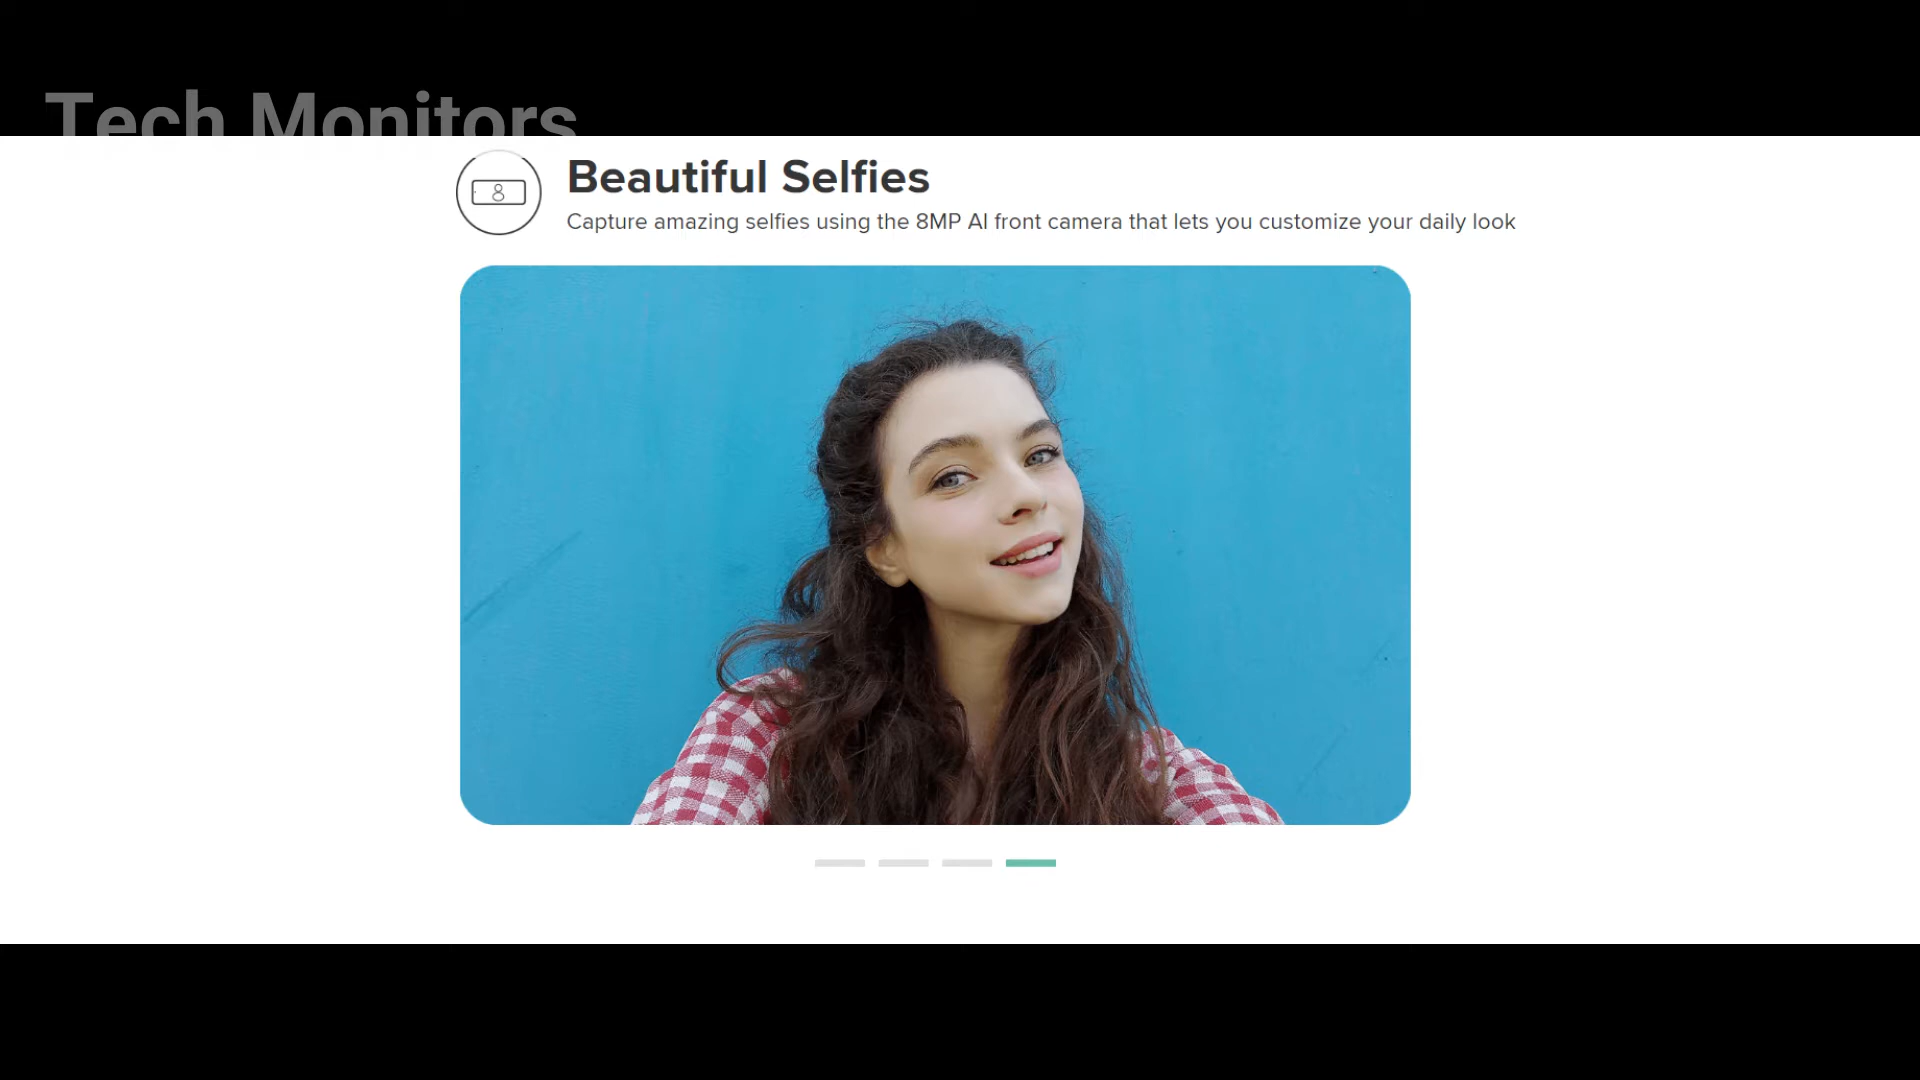 Tech Monitors
Beautiful Selfies
Capture amazing selfies using the 8MP AI front camera that lets you customize your daily look